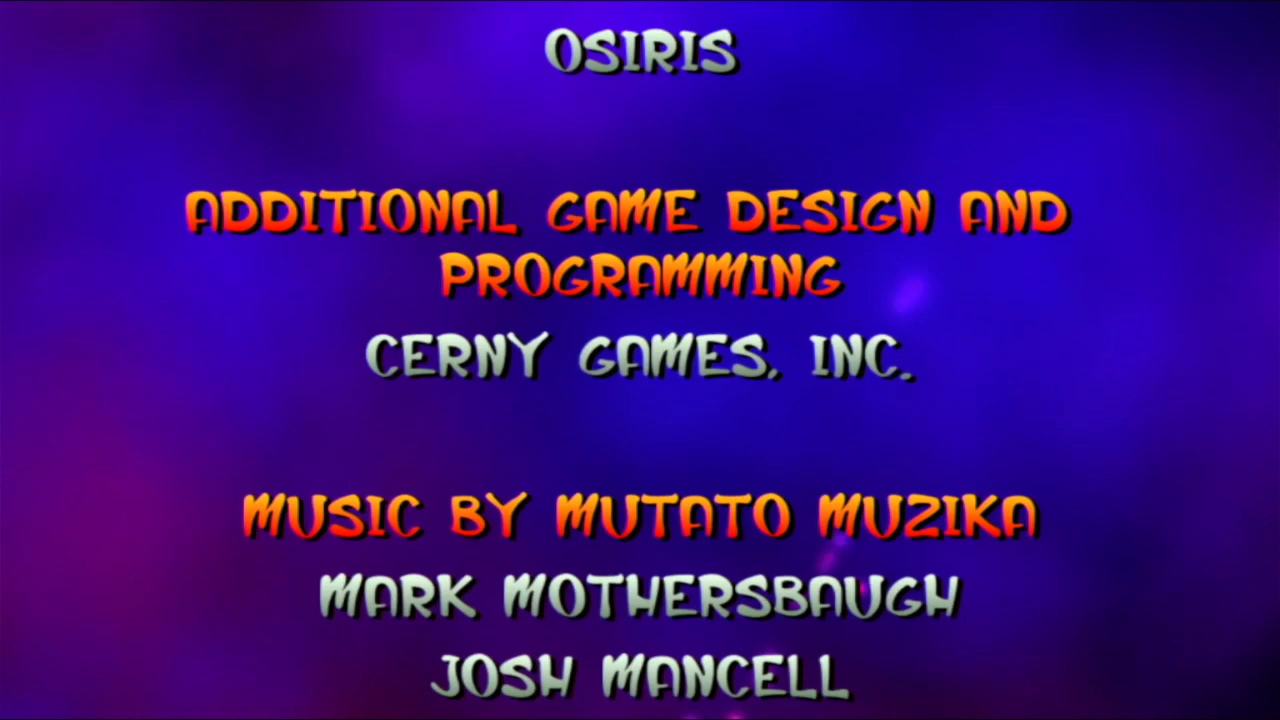 OSIRIS
ADDITIONAL GAME DESIGN AND
PROGRAMMING
CERNY GAMES, INC.
MUSIC BY MUTATO MUZIKA
MARK MOTHERSBAUGH
JOSH MANCELL